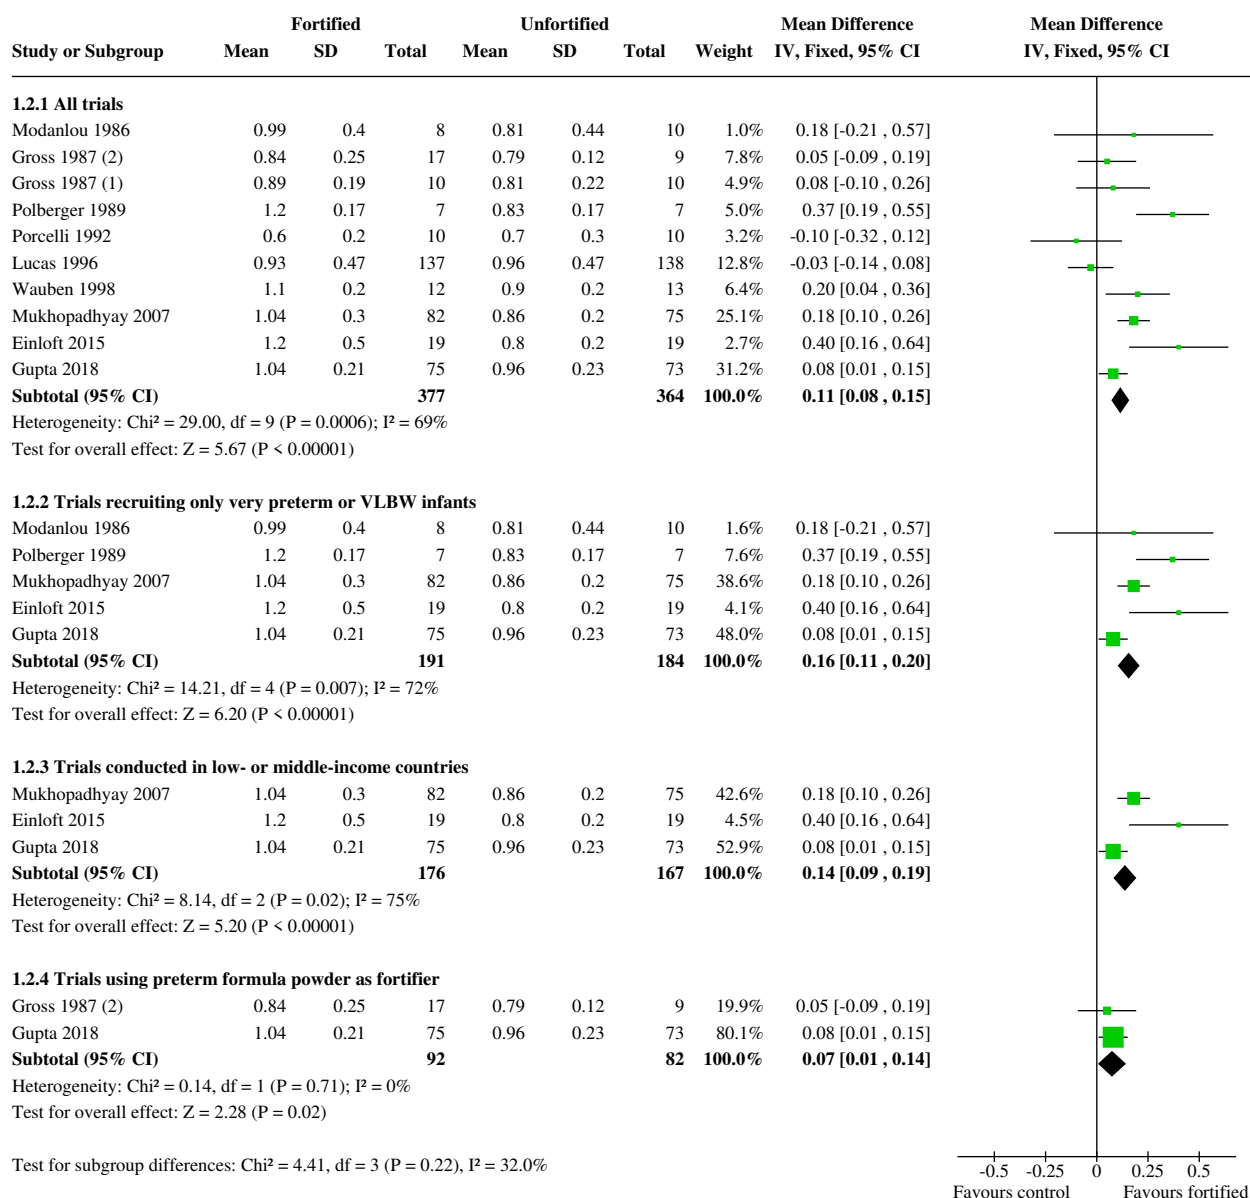 Fortified Unfortified Mean Difference Mean Difference
Study or Subgroup Mean SD Total Mean SD Total Weight IV, Fixed, 95% CI IV, Fixed, 95% CI
1.2.1 All trials
Modanlou 1986 0.99 0.4 8 0.81 0.44 10 1.0% 0.18 [-0.21 , 0.57]
Gross 1987 (2) 0.84 0.25 17 0.79 0.12 9 7.8% 0.05 [-0.09 , 0.19]
Gross 1987 (1) 0.89 0.19 10 0.81 0.22 10 4.9% 0.08 [-0.10 , 0.26]
Polberger 1989 1.2 0.17 7 0.83 0.17 7 5.0% 0.37 [0.19 , 0.55]
Porcelli 1992 0.6 0.2 10 0.7 0.3 10 3.2% -0.10 [-0.32 , 0.12]
Lucas 1996 0.93 0.47 137 0.96 0.47 138 12.8% -0.03 [-0.14 , 0.08]
Wauben 1998 1.1 0.2 12 0.9 0.2 13 6.4% 0.20 [0.04 , 0.36]
Mukhopadhyay 2007 1.04 0.3 82 0.86 0.2 75 25.1% 0.18 [0.10 , 0.26]
Einloft 2015 1.2 0.5 19 0.8 0.2 19 2.7% 0.40 [0.16 , 0.64]
Gupta 2018 1.04 0.21 75 0.96 0.23 73 31.2% 0.08 [0.01 , 0.15]
Subtotal (95% CI) 377 364 100.0% 0.11 [0.08 , 0.15]
Heterogeneity: Chi² = 29.00, df = 9 (P = 0.0006); I² = 69%
Test for overall effect: Z = 5.67 (P < 0.00001)
1.2.2 Trials recruiting only very preterm or VLBW infants
Modanlou 1986 0.99 0.4 8 0.81 0.44 10 1.6% 0.18 [-0.21 , 0.57]
Polberger 1989 1.2 0.17 7 0.83 0.17 7 7.6% 0.37 [0.19 , 0.55]
Mukhopadhyay 2007 1.04 0.3 82 0.86 0.2 75 38.6% 0.18 [0.10 , 0.26]
Einloft 2015 1.2 0.5 19 0.8 0.2 19 4.1% 0.40 [0.16 , 0.64]
Gupta 2018 1.04 0.21 75 0.96 0.23 73 48.0% 0.08 [0.01 , 0.15]
Subtotal (95% CI) 191 184 100.0% 0.16 [0.11 , 0.20]
Heterogeneity: Chi² = 14.21, df = 4 (P = 0.007); I² = 72%
Test for overall effect: Z = 6.20 (P < 0.00001)
1.2.3 Trials conducted in low- or middle-income countries
Mukhopadhyay 2007 1.04 0.3 82 0.86 0.2 75 42.6% 0.18 [0.10 , 0.26]
Einloft 2015 1.2 0.5 19 0.8 0.2 19 4.5% 0.40 [0.16 , 0.64]
Gupta 2018 1.04 0.21 75 0.96 0.23 73 52.9% 0.08 [0.01 , 0.15]
Subtotal (95% CI) 176 167 100.0% 0.14 [0.09 , 0.19]
Heterogeneity: Chi² = 8.14, df = 2 (P = 0.02); I² = 75%
Test for overall effect: Z = 5.20 (P < 0.00001)
1.2.4 Trials using preterm formula powder as fortifier
Gross 1987 (2) 0.84 0.25 17 0.79 0.12 9 19.9% 0.05 [-0.09 , 0.19]
Gupta 2018 1.04 0.21 75 0.96 0.23 73 80.1% 0.08 [0.01 , 0.15]
Subtotal (95% CI) 92 82 100.0% 0.07 [0.01 , 0.14]
Heterogeneity: Chi² = 0.14, df = 1 (P = 0.71); I² = 0%
Test for overall effect: Z = 2.28 (P = 0.02)
Test for subgroup differences: Chi² = 4.41, df = 3 (P = 0.22), I² = 32.0%
-0.5 -0.25 0 0.25 0.5
Favours control Favours fortified